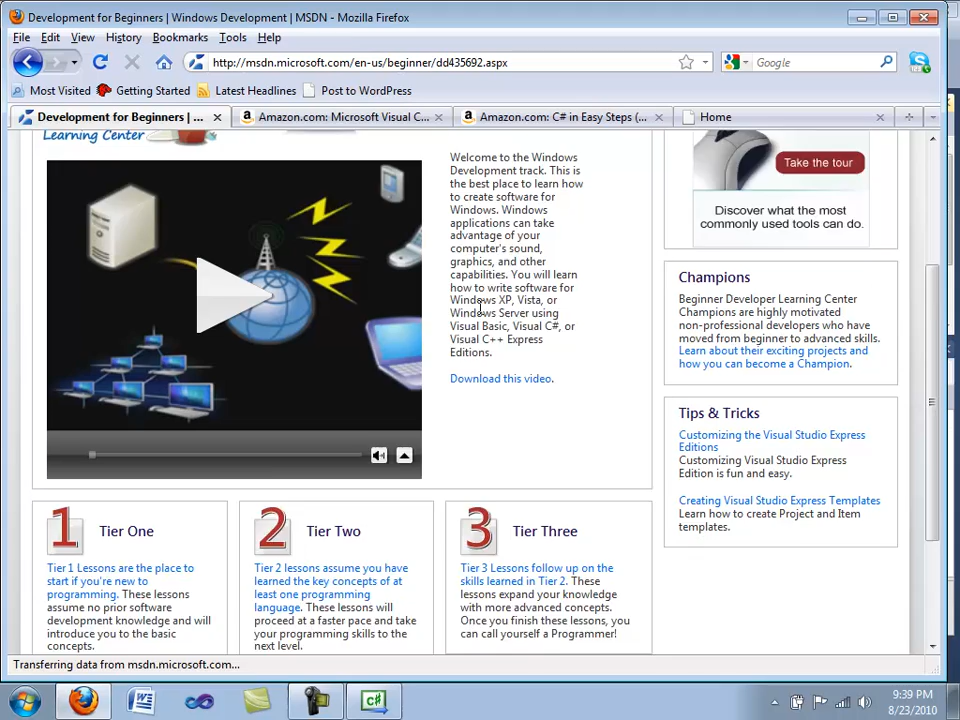 Development for Beginners | Windows Development | MSDN - Mozilla Firefox
File Edit View History Bookmarks Tools Help
http://msdn.microsoft.com/en-us/beginner/dd435692.aspx
Google
Most Visited Getting Started Latest Headlines Post to WordPress
Development for Beginners | ... Amazon.com: Microsoft Visual C... Amazon.com: C# in Easy Steps (... Home
Learning Center
Welcome to the Windows
Development track. This is
the best place to learn how
to create software for
Windows. Windows
applications can take
advantage of your
computer's sound,
graphics, and other
capabilities. You will learn
how to write software for
Windows XP, Vista, or
Windows Server using
Visual Basic, Visual C#, or
Visual C++ Express
Editions.
Download this video.
Take the tour
Discover what the most
commonly used tools can do.
Champions
Beginner Developer Learning Center
Champions are highly motivated
non-professional developers who have
moved from beginner to advanced skills.
Learn about their exciting projects and
how you can become a Champion.
Tips & Tricks
Customizing the Visual Studio Express
Editions
Customizing Visual Studio Express
Edition is fun and easy.
Creating Visual Studio Express Templates
Learn how to create Project and Item
templates.
1 Tier One
Tier 1 Lessons are the place to
start if you're new to
programming. These lessons
assume no prior software
development knowledge and will
introduce you to the basic
concepts.
2 Tier Two
Tier 2 lessons assume you have
learned the key concepts of at
least one programming
language. These lessons will
proceed at a faster pace and take
your programming skills to the
next level.
3 Tier Three
Tier 3 Lessons follow up on the
skills learned in Tier 2. These
lessons expand your knowledge
with more advanced concepts.
Once you finish these lessons, you
can call yourself a Programmer!
Transferring data from msdn.microsoft.com...
C#
9:39 PM
8/23/2010